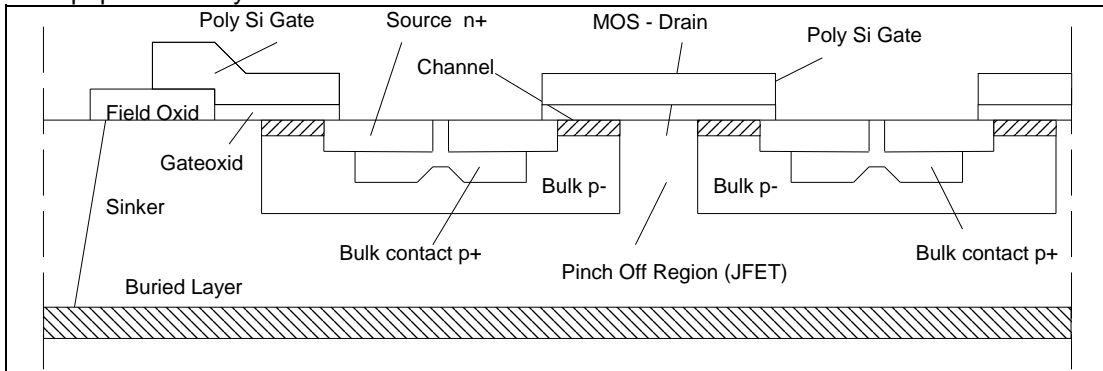 Poly Si Gate
Source n+
MOS - Drain
Poly Si Gate
Channel
Field Oxid
Gateoxid
Bulk p-
Bulk p-
Sinker
Bulk contact p+
Bulk contact p+
Pinch Off Region (JFET)
Buried Layer